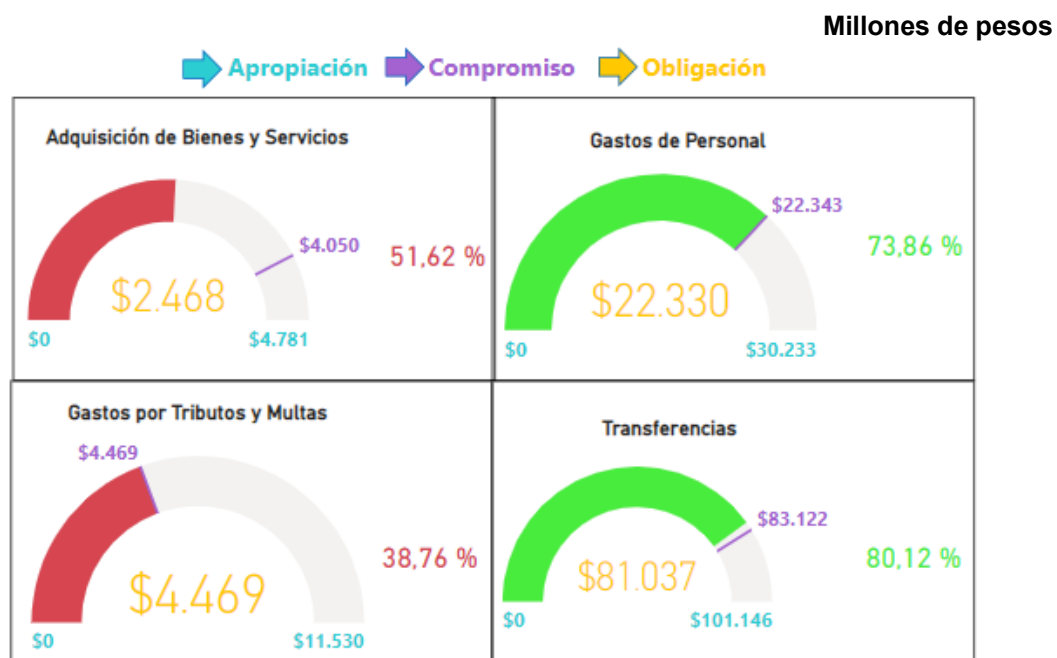 Millones de pesos
Apropiación Compromiso Obligación
Adquisición de Bienes y Servicios
$4.050
51,62 %
$2.468
$0 $4.781
Gastos de Personal
$22.343
73,86 %
$22.330
$0 $30.233
Gastos por Tributos y Multas
$4.469
38,76 %
$4.469
$0 $11.530
Transferencias
$83.122
80,12 %
$81.037
$0 $101.146